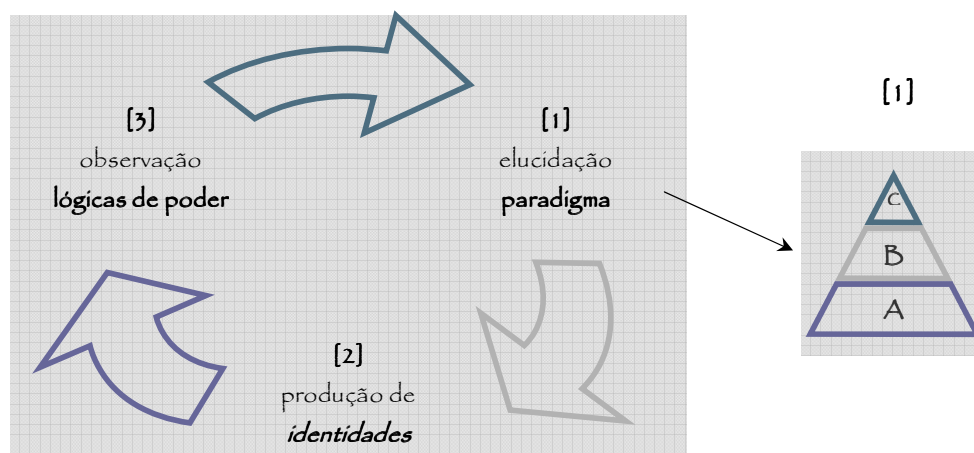 [3]
observação
lógicas de poder
[1]
elucidação
paradigma
[2]
produção de
identidades
[1]
C
B
A